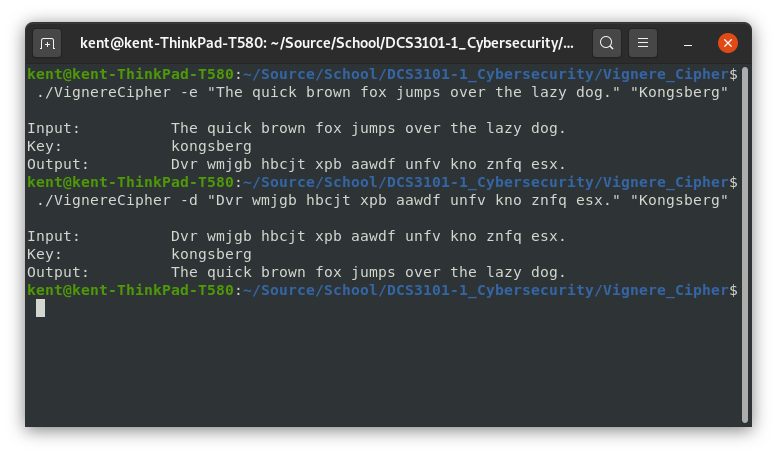 kent@kent-ThinkPad-T580: ~/Source/School/DCS3101-1_Cybersecurity/...
kent@kent-ThinkPad-T580:~/Source/School/DCS3101-1_Cybersecurity/Vignere_Cipher$
./VignereCipher -e "The quick brown fox jumps over the lazy dog." "Kongsberg"
Input: The quick brown fox jumps over the lazy dog.
Key: kongsberg
Output: Dvr wmjgb hbcjt xpb aawdf unfv kno znfq esx.
kent@kent-ThinkPad-T580:~/Source/School/DCS3101-1_Cybersecurity/Vignere_Cipher$
./VignereCipher -d "Dvr wmjgb hbcjt xpb aawdf unfv kno znfq esx." "Kongsberg"
Input: Dvr wmjgb hbcjt xpb aawdf unfv kno znfq esx.
Key: kongsberg
Output: The quick brown fox jumps over the lazy dog.
kent@kent-ThinkPad-T580:~/Source/School/DCS3101-1_Cybersecurity/Vignere_Cipher$